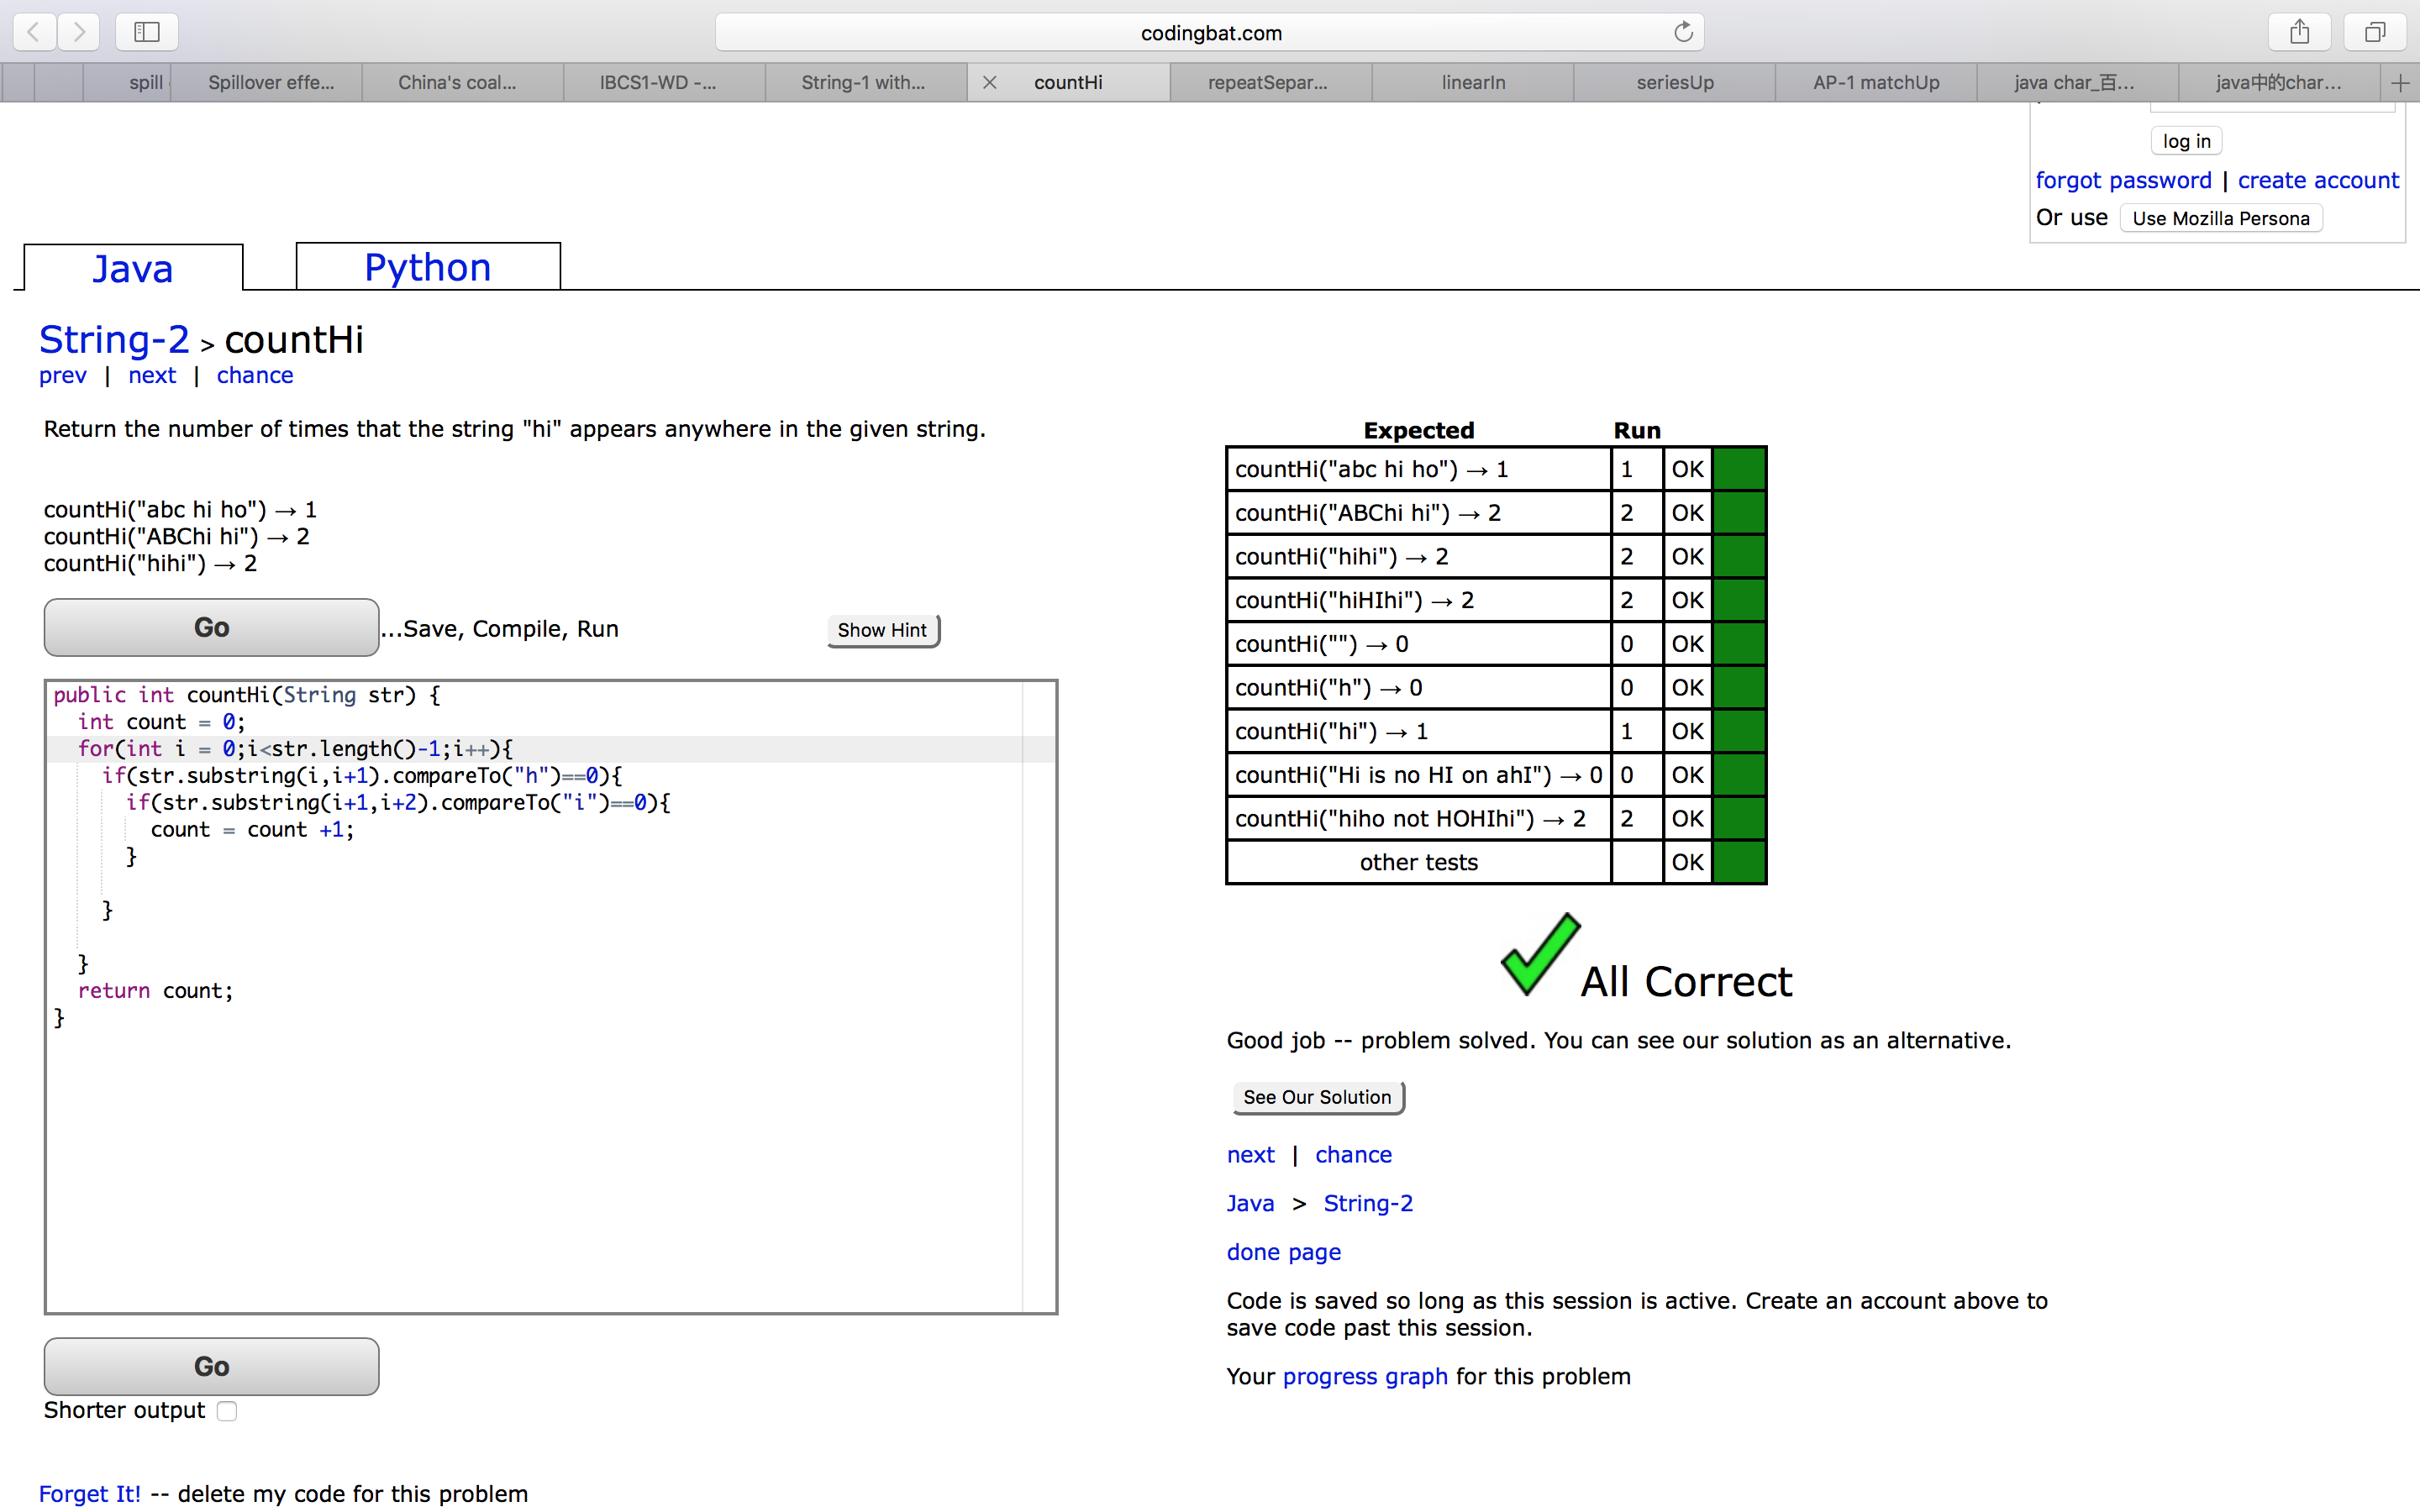 codingbat.com
spill
Spillover effe...
China's coal...
IBCS1-WD -...
String-1 with...
countHi
repeatSepar...
linearIn
seriesUp
AP-1 matchUp
java char_百...
java中的char...
log in
forgot password | create account
Or use Use Mozilla Persona
Java Python
String-2 > countHi
prev | next | chance
Return the number of times that the string "hi" appears anywhere in the given string.
countHi("abc hi ho") → 1
countHi("ABChi hi") → 2
countHi("hihi") → 2
Go ...Save, Compile, Run Show Hint
public int countHi(String str) {
int count = 0;
for(int i = 0;i<str.length()-1;i++){
if(str.substring(i,i+1).compareTo("h")==0){
if(str.substring(i+1,i+2).compareTo("i")==0){
count = count +1;
}
}
}
return count;
}
Go
Shorter output
Forget It! -- delete my code for this problem
Expected Run
countHi("abc hi ho") → 1 1 OK
countHi("ABChi hi") → 2 2 OK
countHi("hihi") → 2 2 OK
countHi("hiHIhi") → 2 2 OK
countHi("") → 0 0 OK
countHi("h") → 0 0 OK
countHi("hi") → 1 1 OK
countHi("Hi is no HI on ahI") → 0 0 OK
countHi("hiho not HOHIhi") → 2 2 OK
other tests OK
All Correct
Good job -- problem solved. You can see our solution as an alternative.
See Our Solution
next | chance
Java > String-2
done page
Code is saved so long as this session is active. Create an account above to
save code past this session.
Your progress graph for this problem